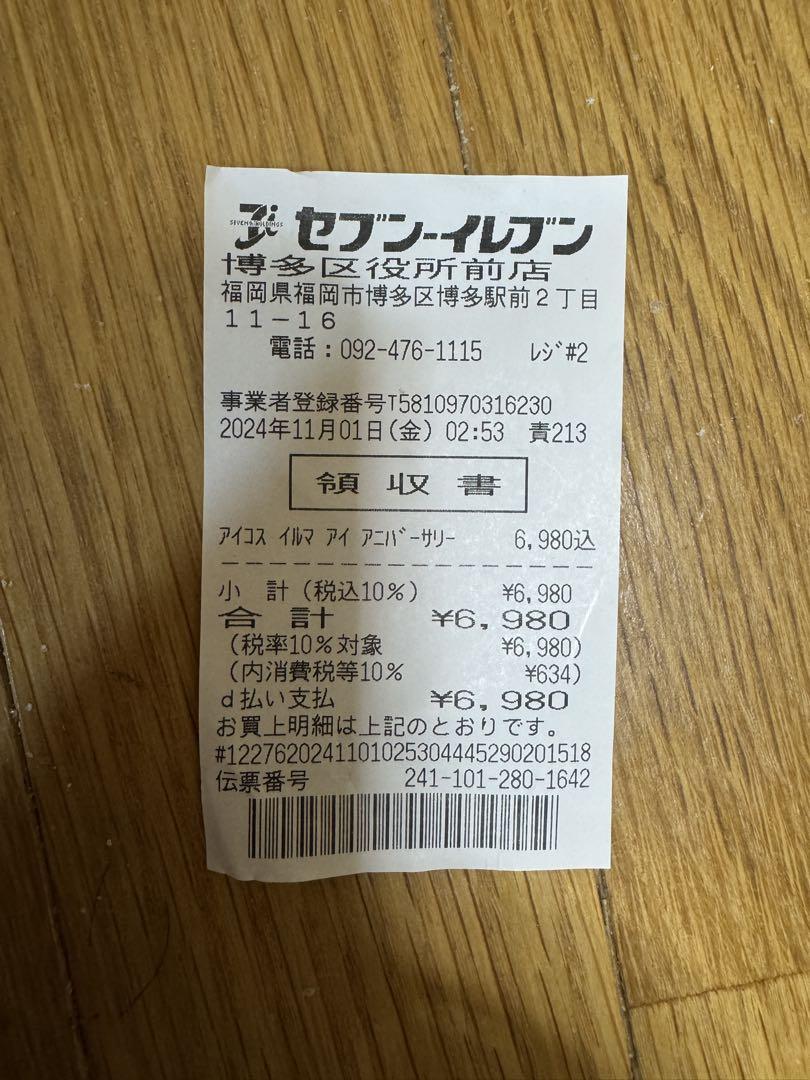 SEVEN&i HOLDINGS
セブン-イレブン
博多区役所前店
福岡県福岡市博多区博多駅前2丁目
11-16
電話:092-476-1115 レジ#2
事業者登録番号T5810970316230
2024年11月01日(金) 02:53 責213
領収書
アイコス イルマ アイ アニバーサリー 6,980込
小 計(税込10%) ¥6,980
合 計 ¥6,980
(税率10%対象 ¥6,980)
(内消費税等10% ¥634)
d払い支払 ¥6,980
お買上明細は上記のとおりです。
#1227620241101025304445290201518
伝票番号 241-101-280-1642